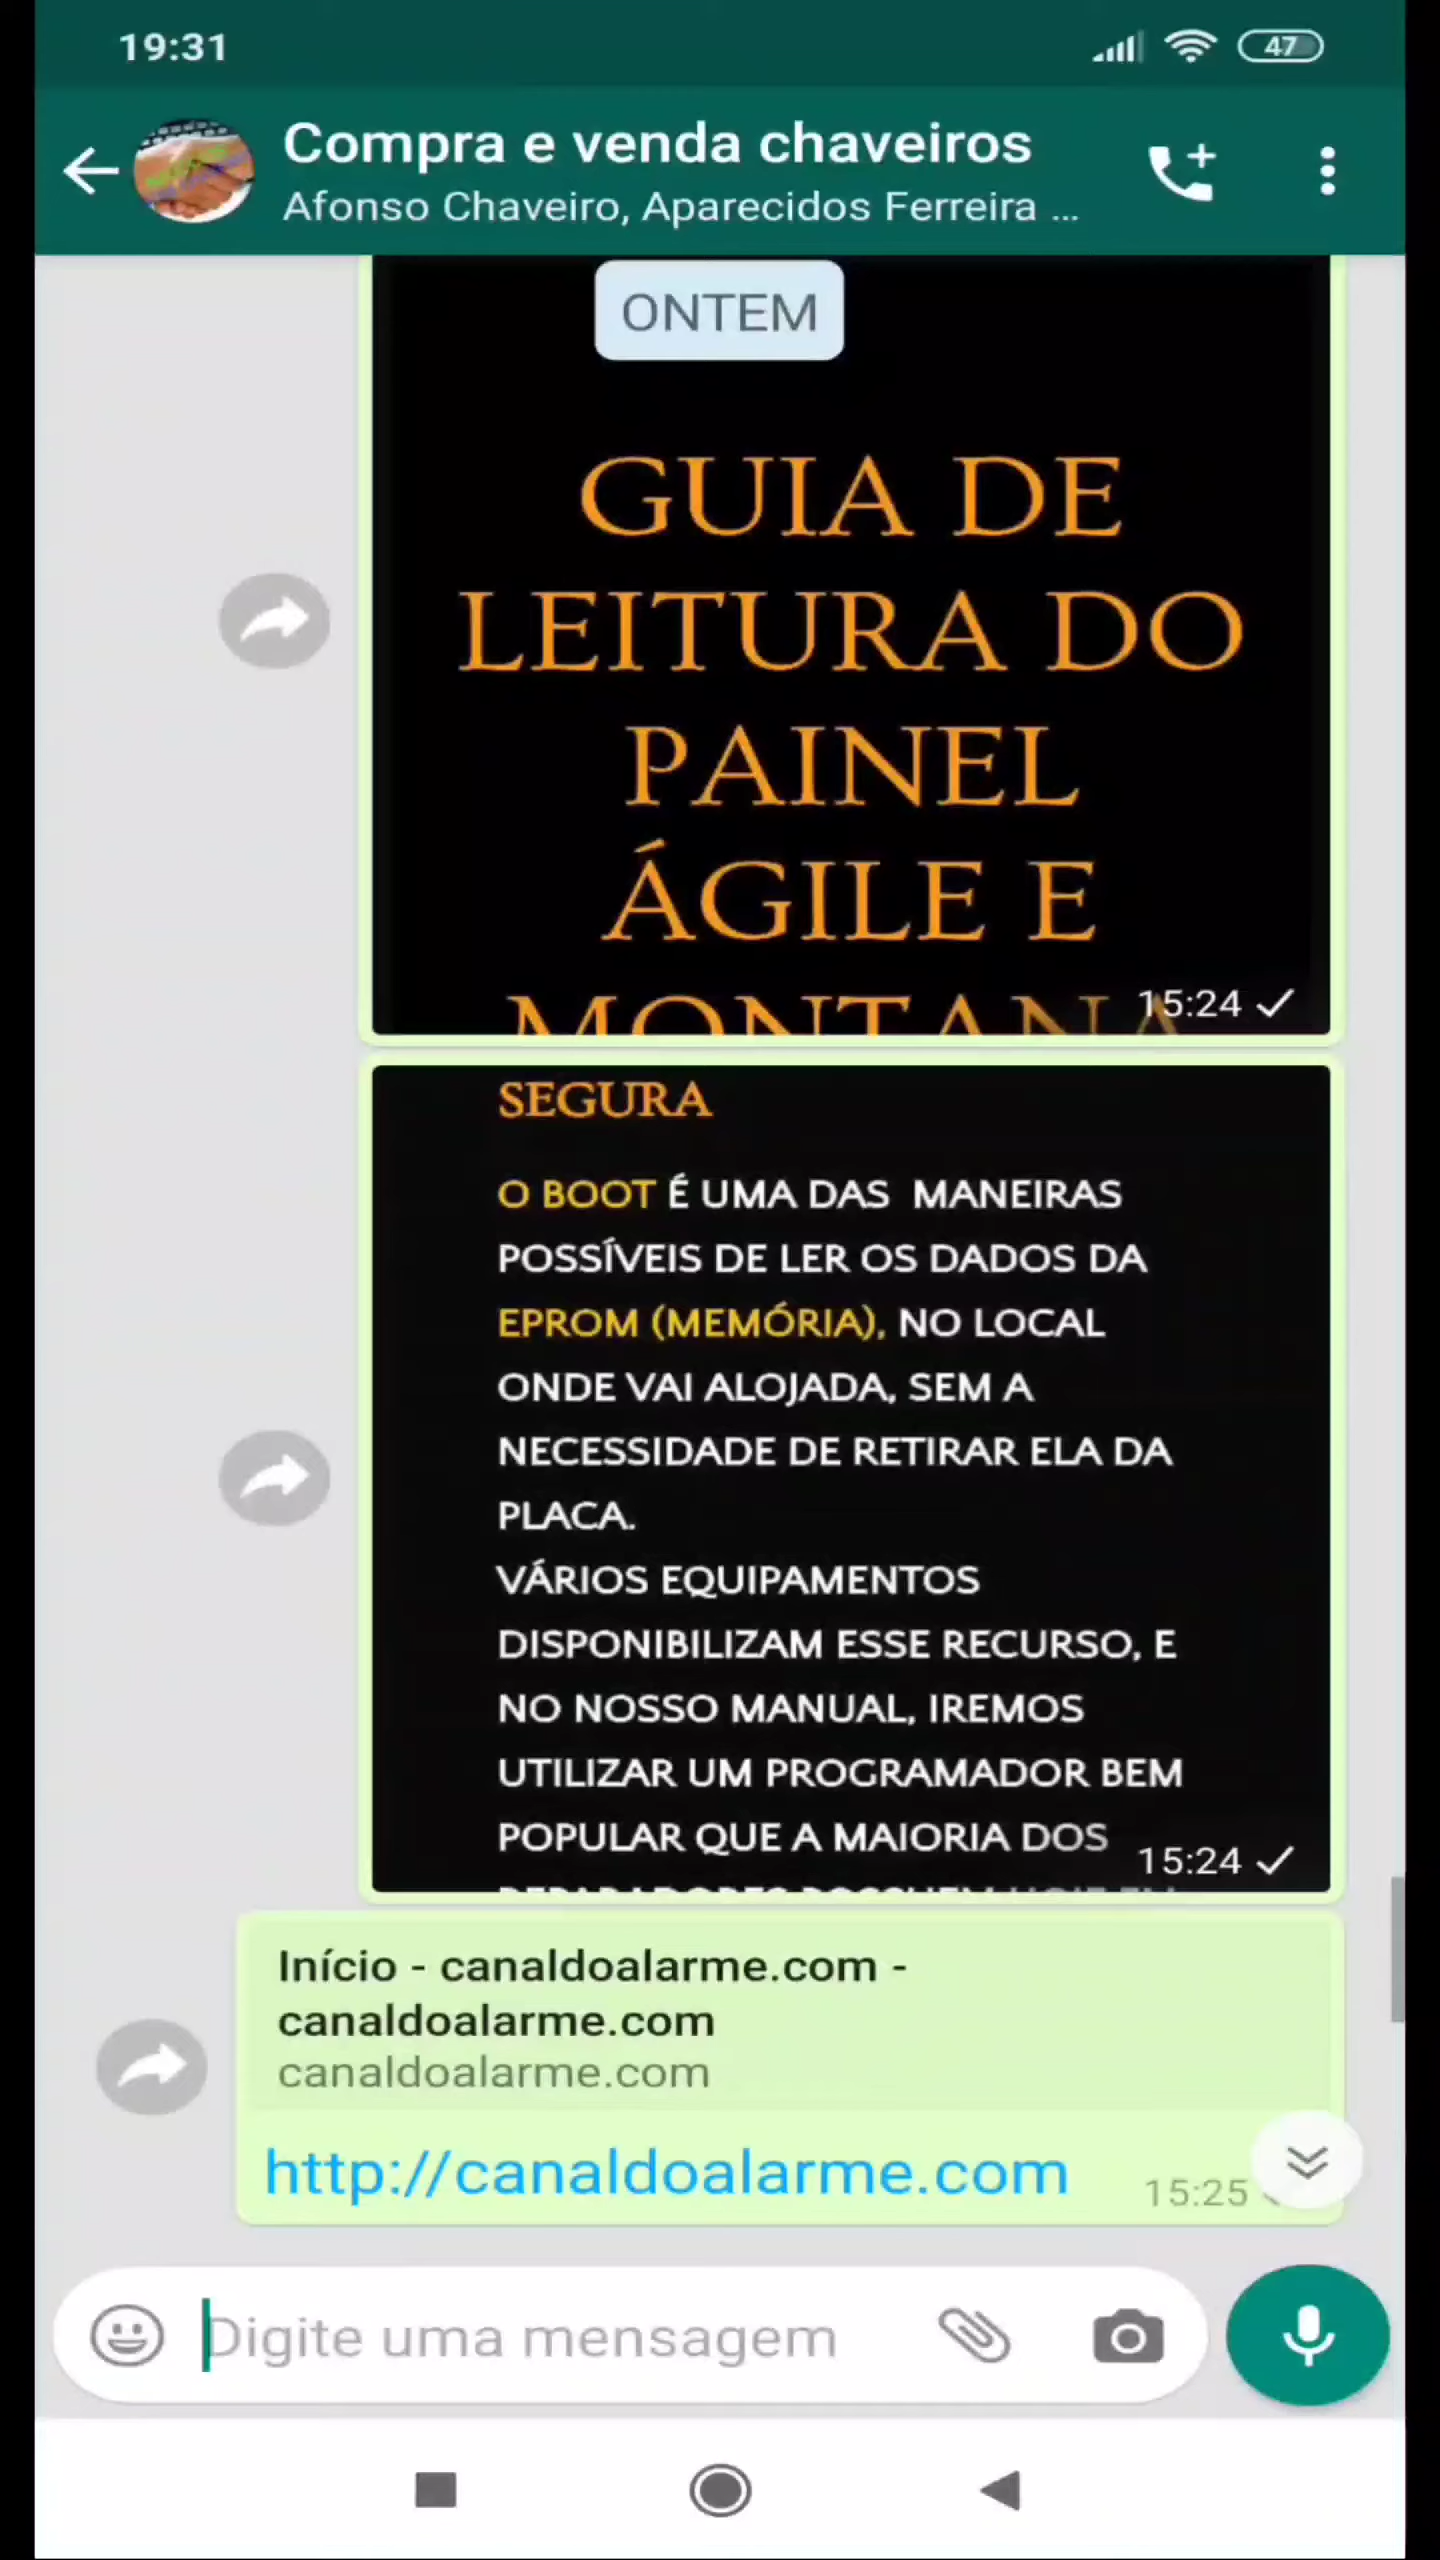 19:31
47
Compra e venda chaveiros
Afonso Chaveiro, Aparecidos Ferreira ...
ONTEM
GUIA DE
LEITURA DO
PAINEL
ÁGILE E
MONTANA
15:24
SEGURA
O BOOT É UMA DAS MANEIRAS
POSSÍVEIS DE LER OS DADOS DA
EPROM (MEMÓRIA), NO LOCAL
ONDE VAI ALOJADA, SEM A
NECESSIDADE DE RETIRAR ELA DA
PLACA.
VÁRIOS EQUIPAMENTOS
DISPONIBILIZAM ESSE RECURSO, E
NO NOSSO MANUAL, IREMOS
UTILIZAR UM PROGRAMADOR BEM
POPULAR QUE A MAIORIA DOS
15:24
Início - canaldoalarme.com -
canaldoalarme.com
canaldoalarme.com
http://canaldoalarme.com
15:25
Digite uma mensagem